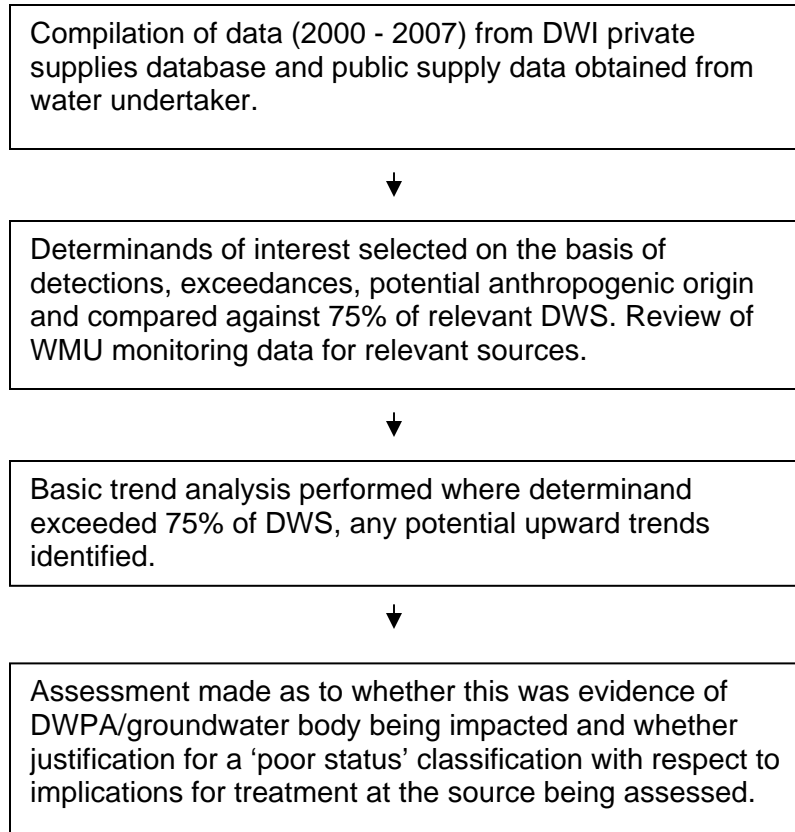 Compilation of data (2000 - 2007) from DWI private
supplies database and public supply data obtained from
water undertaker.
Determinands of interest selected on the basis of
detections, exceedances, potential anthropogenic origin
and compared against 75% of relevant DWS. Review of
WMU monitoring data for relevant sources.
Basic trend analysis performed where determinand
exceeded 75% of DWS, any potential upward trends
identified.
Assessment made as to whether this was evidence of
DWPA/groundwater body being impacted and whether
justification for a ‘poor status’ classification with respect to
implications for treatment at the source being assessed.